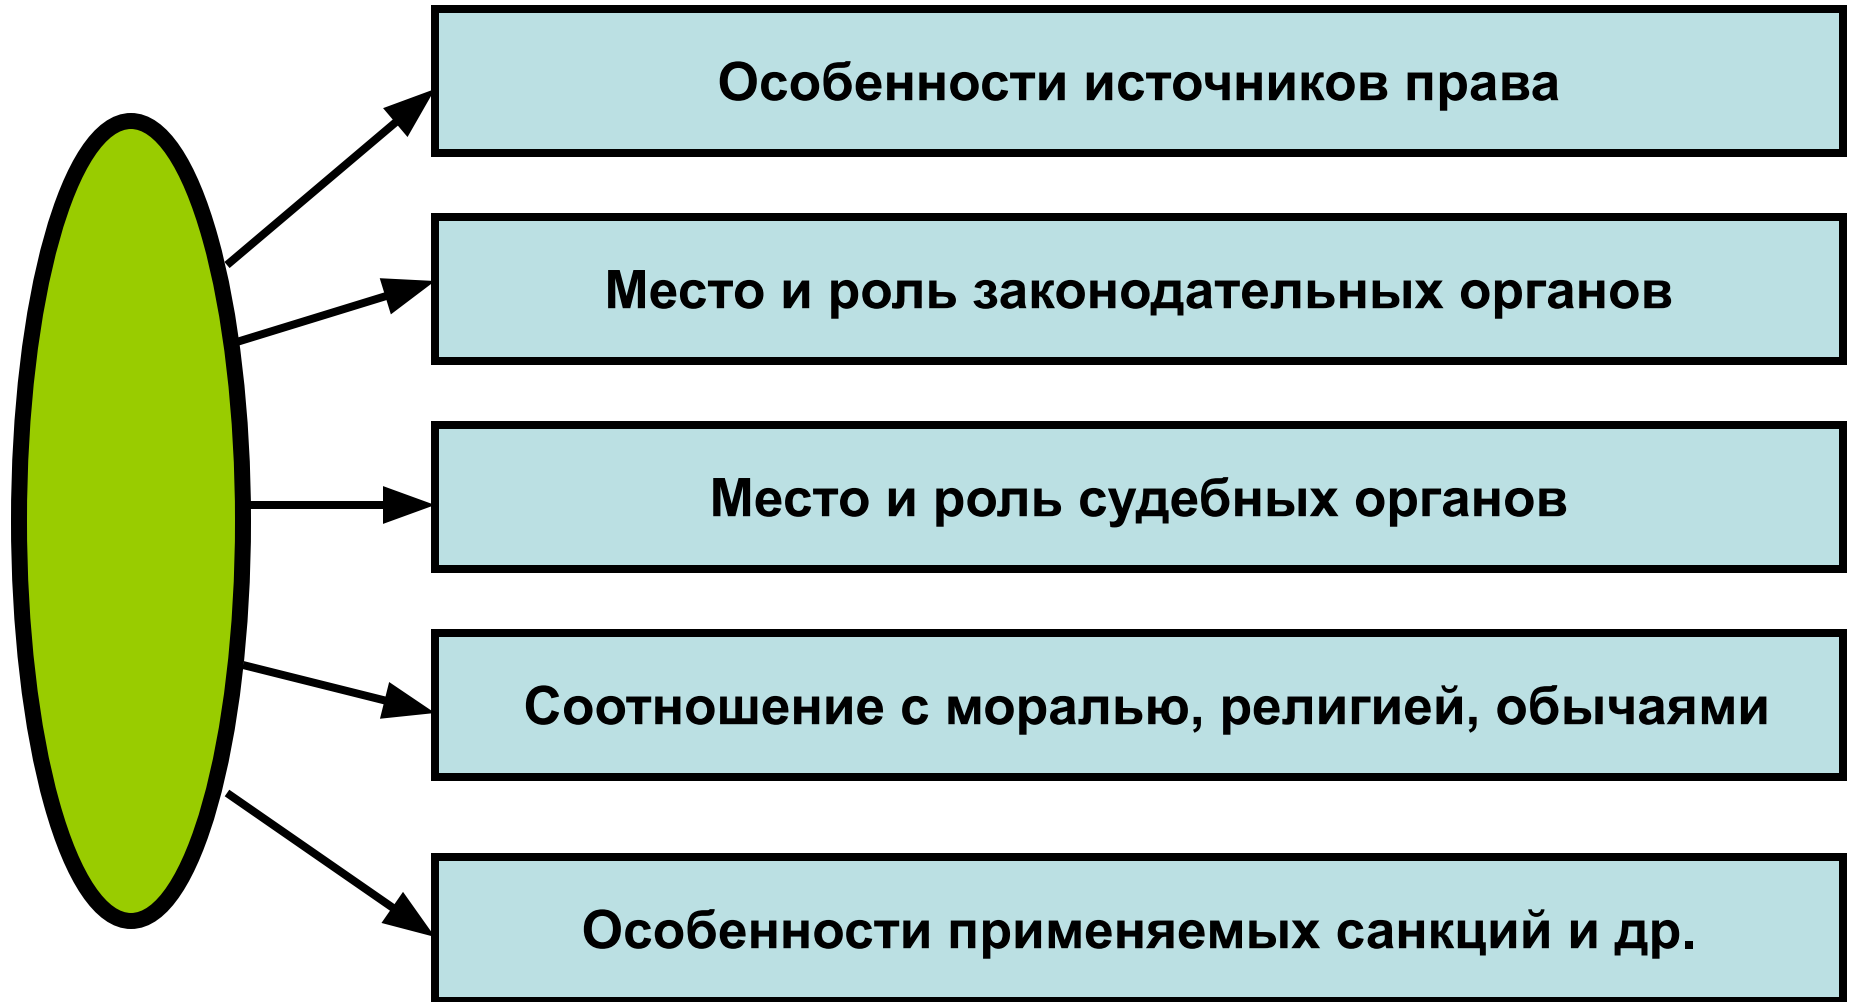 Особенности источников права
Место и роль законодательных органов
Место и роль судебных органов
Соотношение с моралью, религией, обычаями
Особенности применяемых санкций и др.